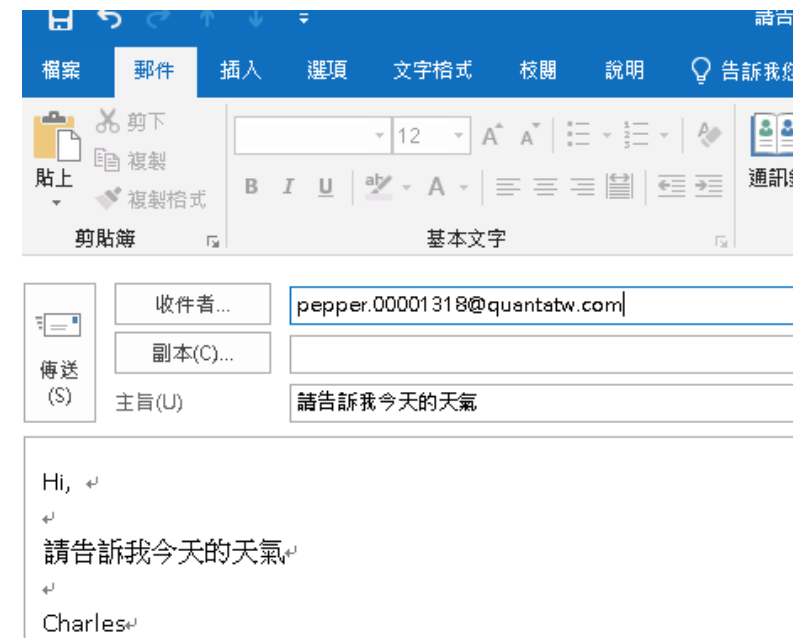 請告
檔案 郵件 插入 選項 文字格式 校閱 說明 告訴我您
貼上
剪下
複製
複製格式
剪貼簿
12 A A
B I U aby A
基本文字
通訊錄
傳送
(S)
收件者... pepper.00001318@quantatw.com
副本(C)...
主旨(U) 請告訴我今天的天氣
Hi,
請告訴我今天的天氣
Charles